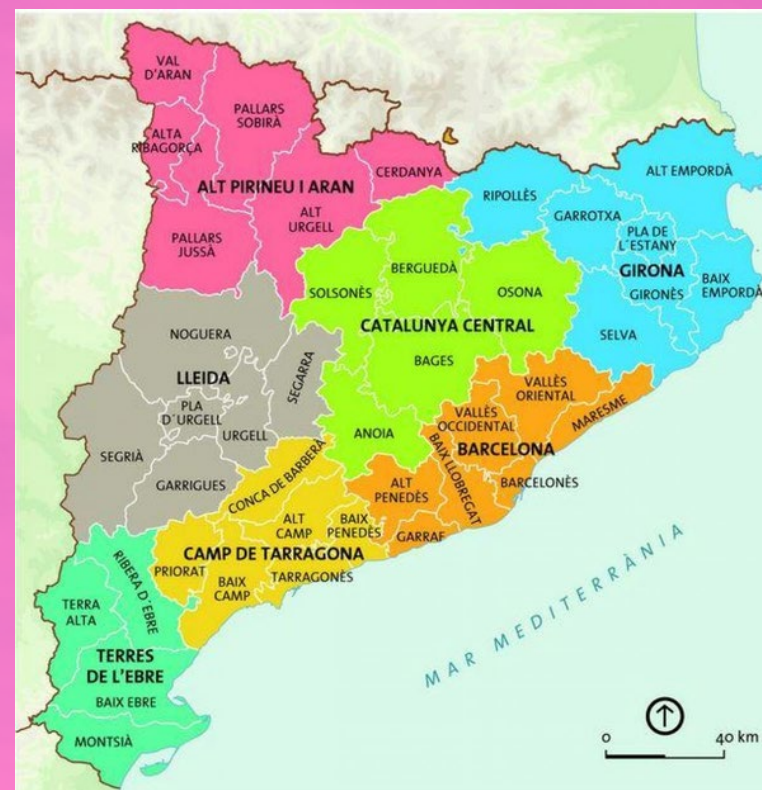 VAL
D'ARAN
PALLARS
SOBIRÀ
ALTA
RIBAGORÇA
CERDANYA
ALT PIRINEU I ARAN
ALT
URGELL
PALLARS
JUSSÀ
RIPOLLÈS
ALT EMPORDÀ
GARROTXA
PLA DE
L´ESTANY
GIRONA
GIRONÈS
BAIX
EMPORDÀ
SELVA
BERGUEDÀ
SOLSONÈS
OSONA
CATALUNYA CENTRAL
BAGES
ANOIA
NOGUERA
LLEIDA
SEGARRA
PLA
D´URGELL
URGELL
SEGRIÀ
GARRIGUES
VALLÈS
ORIENTAL
VALLÈS
OCCIDENTAL
MARESME
BARCELONA
BAIX LLOBREGAT
BARCELONÈS
ALT
PENEDÈS
GARRAF
CONCA DE BARBERÀ
ALT
CAMP
BAIX
PENEDÈS
CAMP DE TARRAGONA
PRIORAT
BAIX
CAMP
TARRAGONÈS
RIBERA D´EBRE
TERRA
ALTA
TERRES
DE L'EBRE
BAIX EBRE
MONTSIÀ
MAR MEDITERRÀNIA
0 40 km